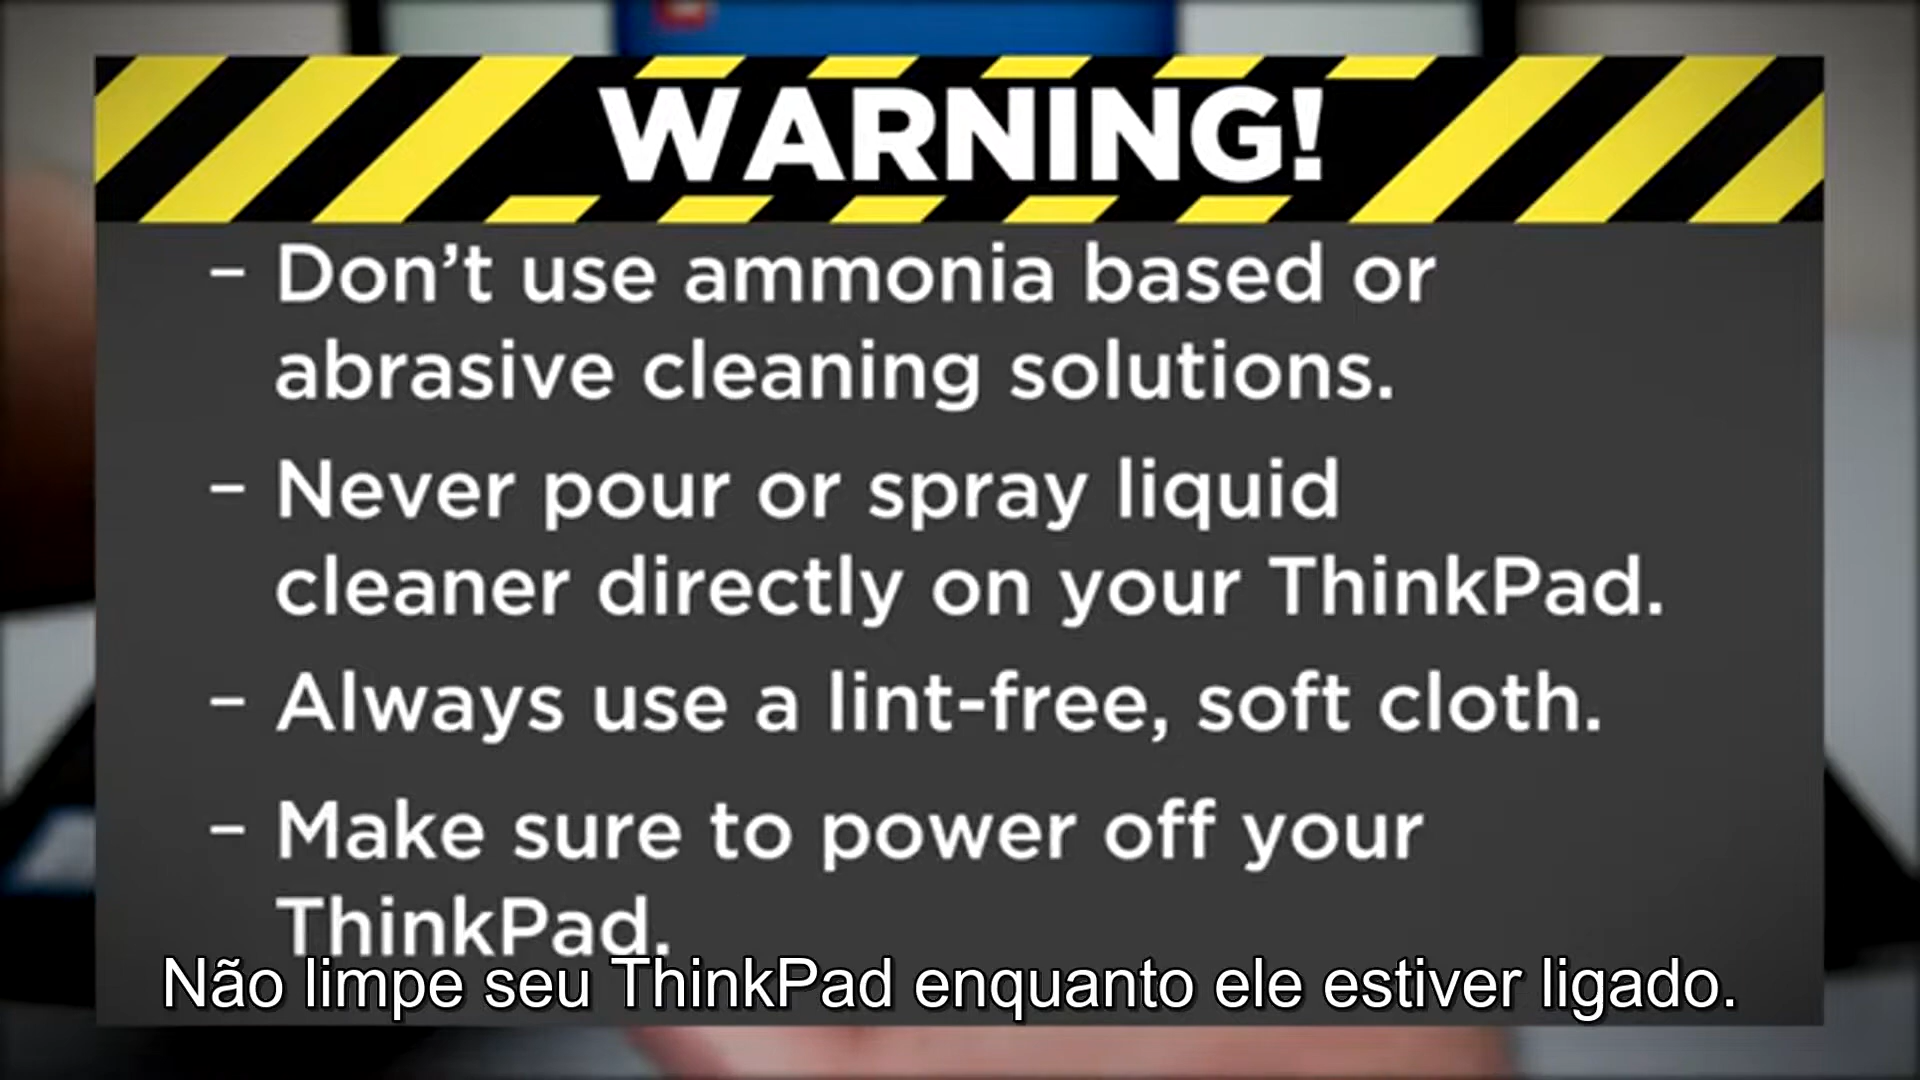 WARNING!
– Don’t use ammonia based or
abrasive cleaning solutions.
– Never pour or spray liquid
cleaner directly on your ThinkPad.
– Always use a lint-free, soft cloth.
– Make sure to power off your
ThinkPad.
Não limpe seu ThinkPad enquanto ele estiver ligado.